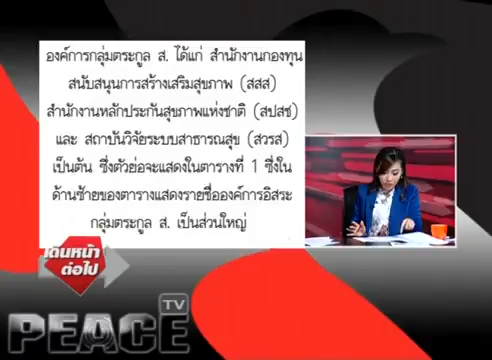 องค์การกลุ่มตระกูล ส. ได้แก่ สำนักงานกองทุน
สนับสนุนการสร้างเสริมสุขภาพ (สสส)
สำนักงานหลักประกันสุขภาพแห่งชาติ (สปสช)
และ สถาบันวิจัยระบบสาธารณสุข (สวรส)
เป็นต้น ซึ่งตัวย่อจะแสดงในตารางที่ 1 ซึ่งใน
ด้านซ้ายของตารางแสดงรายชื่อองค์การอิสระ
กลุ่มตระกูล ส. เป็นส่วนใหญ่
เดินหน้า
ต่อไป
TV
PEACE